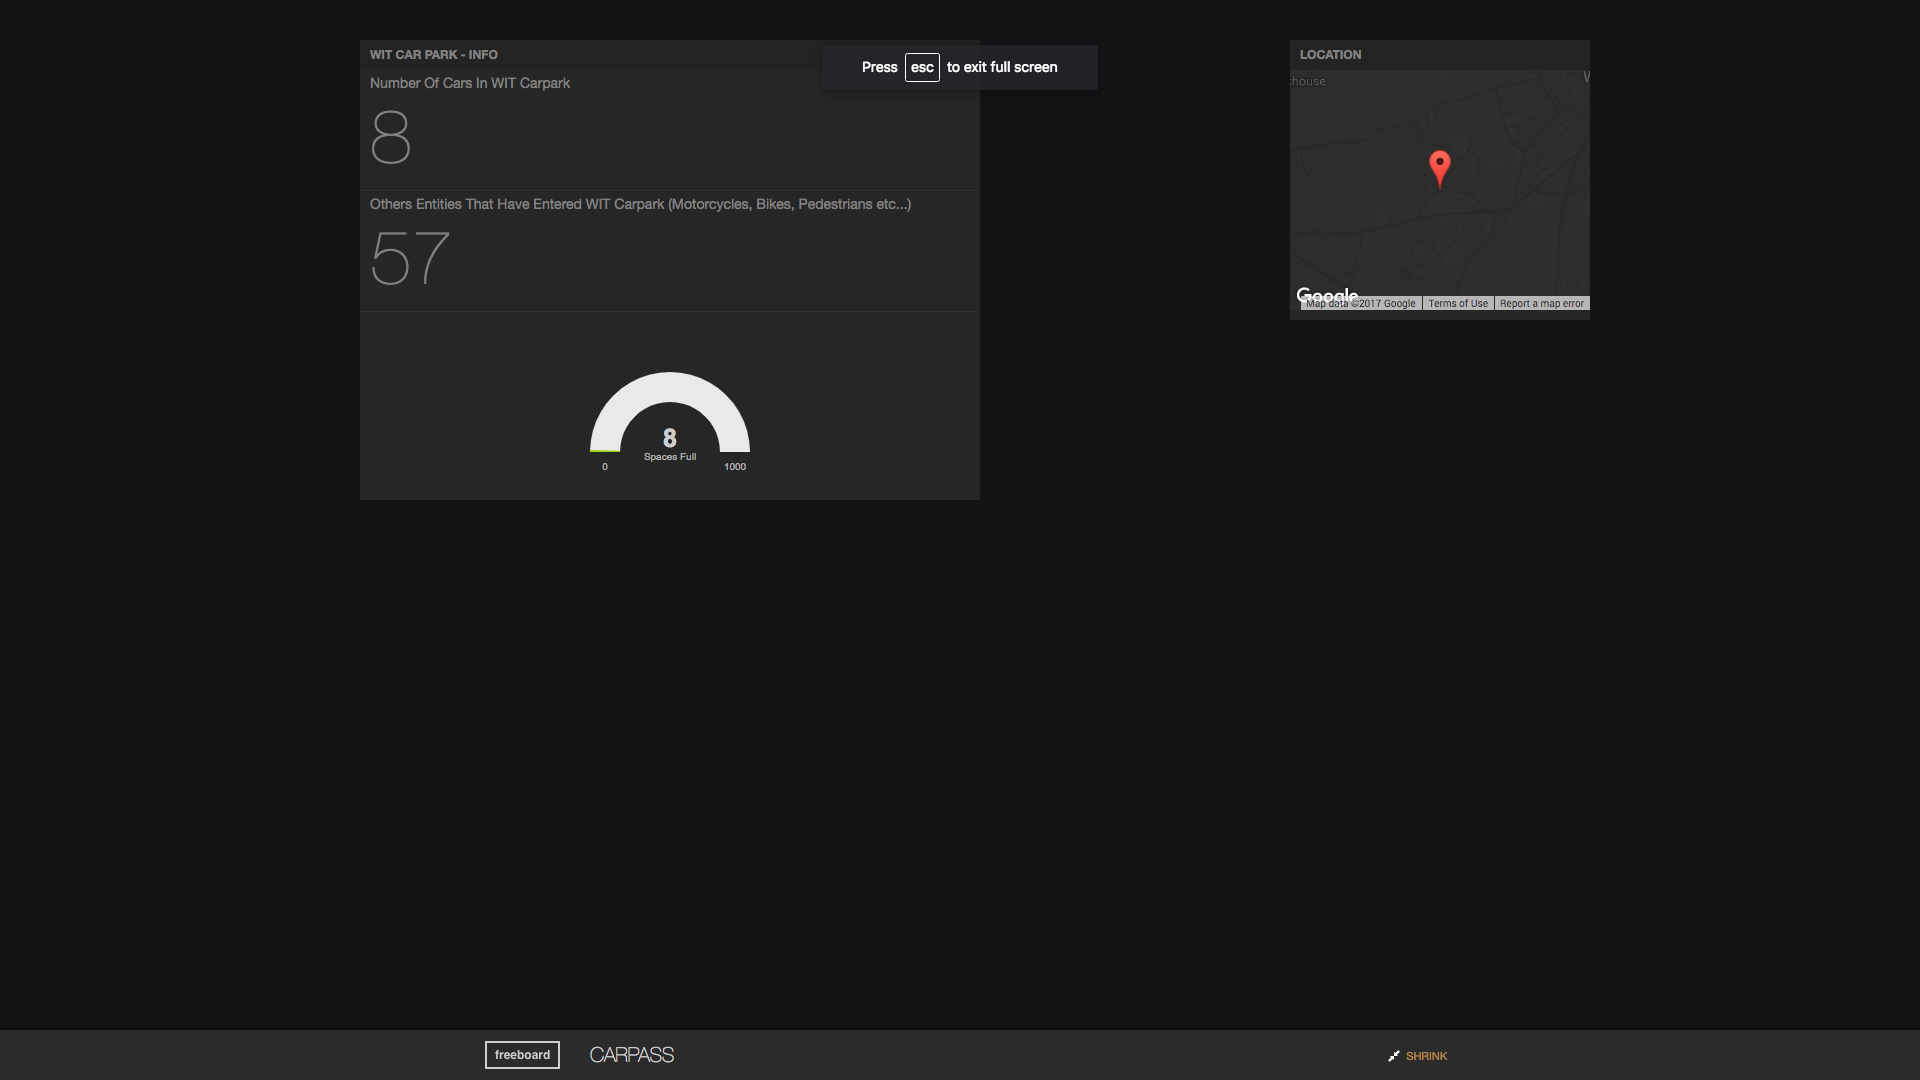 WIT CAR PARK - INFO
Press esc to exit full screen
LOCATION
Number Of Cars In WIT Carpark
8
Others Entities That Have Entered WIT Carpark (Motorcycles, Bikes, Pedestrians etc...)
57
8
Spaces Full
0 1000
house
W
Google
Map data ©2017 Google Terms of Use Report a map error
freeboard CARPASS SHRINK